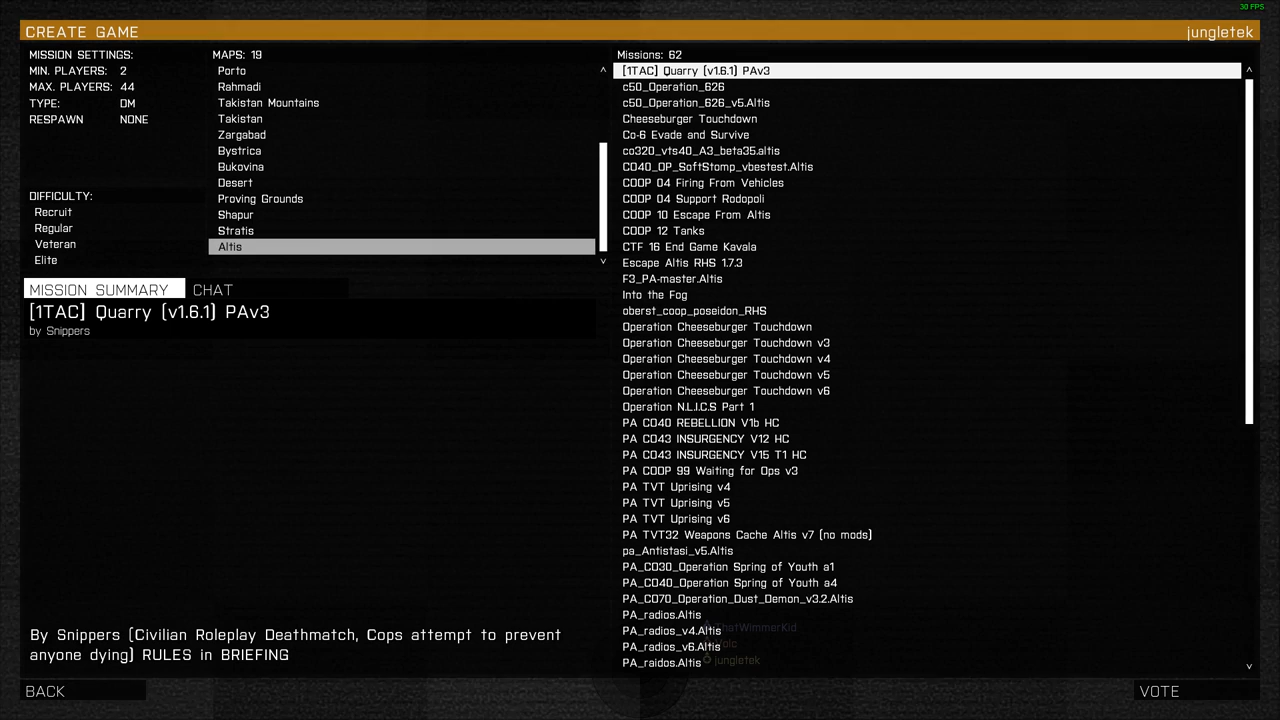 30 FPS
CREATE GAME
jungletek
MISSION SETTINGS:
MIN. PLAYERS: 2
MAX. PLAYERS: 44
TYPE: DM
RESPAWN NONE
DIFFICULTY:
Recruit
Regular
Veteran
Elite
MAPS: 19
Porto
Rahmadi
Takistan Mountains
Takistan
Zargabad
Bystrica
Bukovina
Desert
Proving Grounds
Shapur
Stratis
Altis
MISSION SUMMARY
CHAT
[1TAC] Quarry (v1.6.1) PAv3
by Snippers
By Snippers (Civilian Roleplay Deathmatch, Cops attempt to prevent
anyone dying) RULES in BRIEFING
Missions: 62
[1TAC] Quarry (v1.6.1) PAv3
c50_Operation_626
c50_Operation_626_v5.Altis
Cheeseburger Touchdown
Co-6 Evade and Survive
co320_vts40_A3_beta35.altis
CO40_DP_SoftStomp_vbestest.Altis
COOP 04 Firing From Vehicles
COOP 04 Support Rodopoli
COOP 10 Escape From Altis
COOP 12 Tanks
CTF 16 End Game Kavala
Escape Altis RHS 1.7.3
F3_PA-master.Altis
Into the Fog
oberst_coop_poseidon_RHS
Operation Cheeseburger Touchdown
Operation Cheeseburger Touchdown v3
Operation Cheeseburger Touchdown v4
Operation Cheeseburger Touchdown v5
Operation Cheeseburger Touchdown v6
Operation N.L.I.C.S Part 1
PA CO40 REBELLION V1b HC
PA CO43 INSURGENCY V12 HC
PA CO43 INSURGENCY V15 T1 HC
PA COOP 99 Waiting for Ops v3
PA TVT Uprising v4
PA TVT Uprising v5
PA TVT Uprising v6
PA TVT32 Weapons Cache Altis v7 (no mods)
pa_Antistasi_v5.Altis
PA_CO30_Operation Spring of Youth a1
PA_CO40_Operation Spring of Youth a4
PA_CO70_Operation_Dust_Demon_v3.2.Altis
PA_radios.Altis
PA_radios_v4.Altis
PA_radios_v6.Altis
PA_raidos.Altis
ThatWimmerKid
jungletek
BACK
VOTE